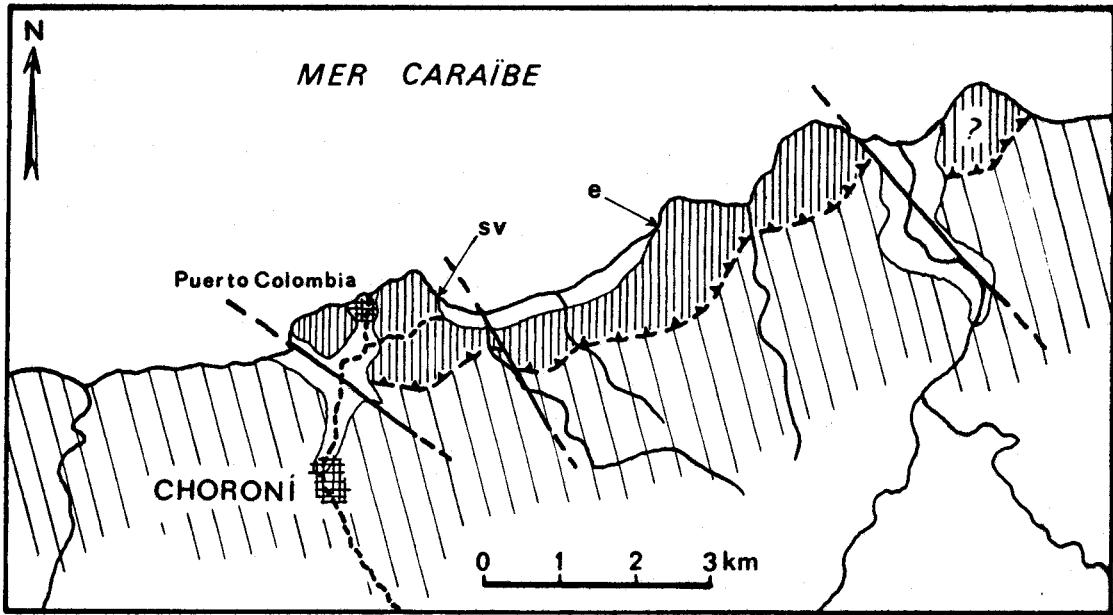 N
MER CARAÏBE
?
e
sv
Puerto Colombia
CHORONÍ
0 1 2 3 km